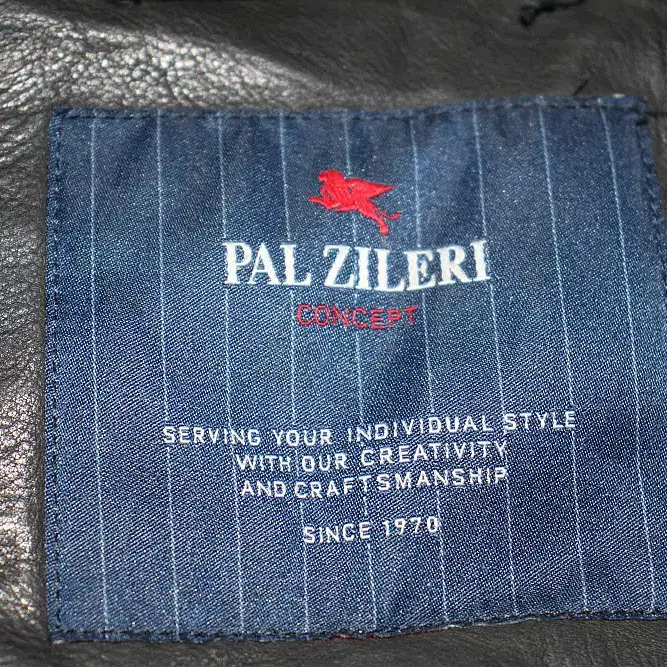 PAL ZILERI
CONCEPT
SERVING YOUR INDIVIDUAL STYLE
WITH OUR CREATIVITY
AND CRAFTSMANSHIP
SINCE 1970